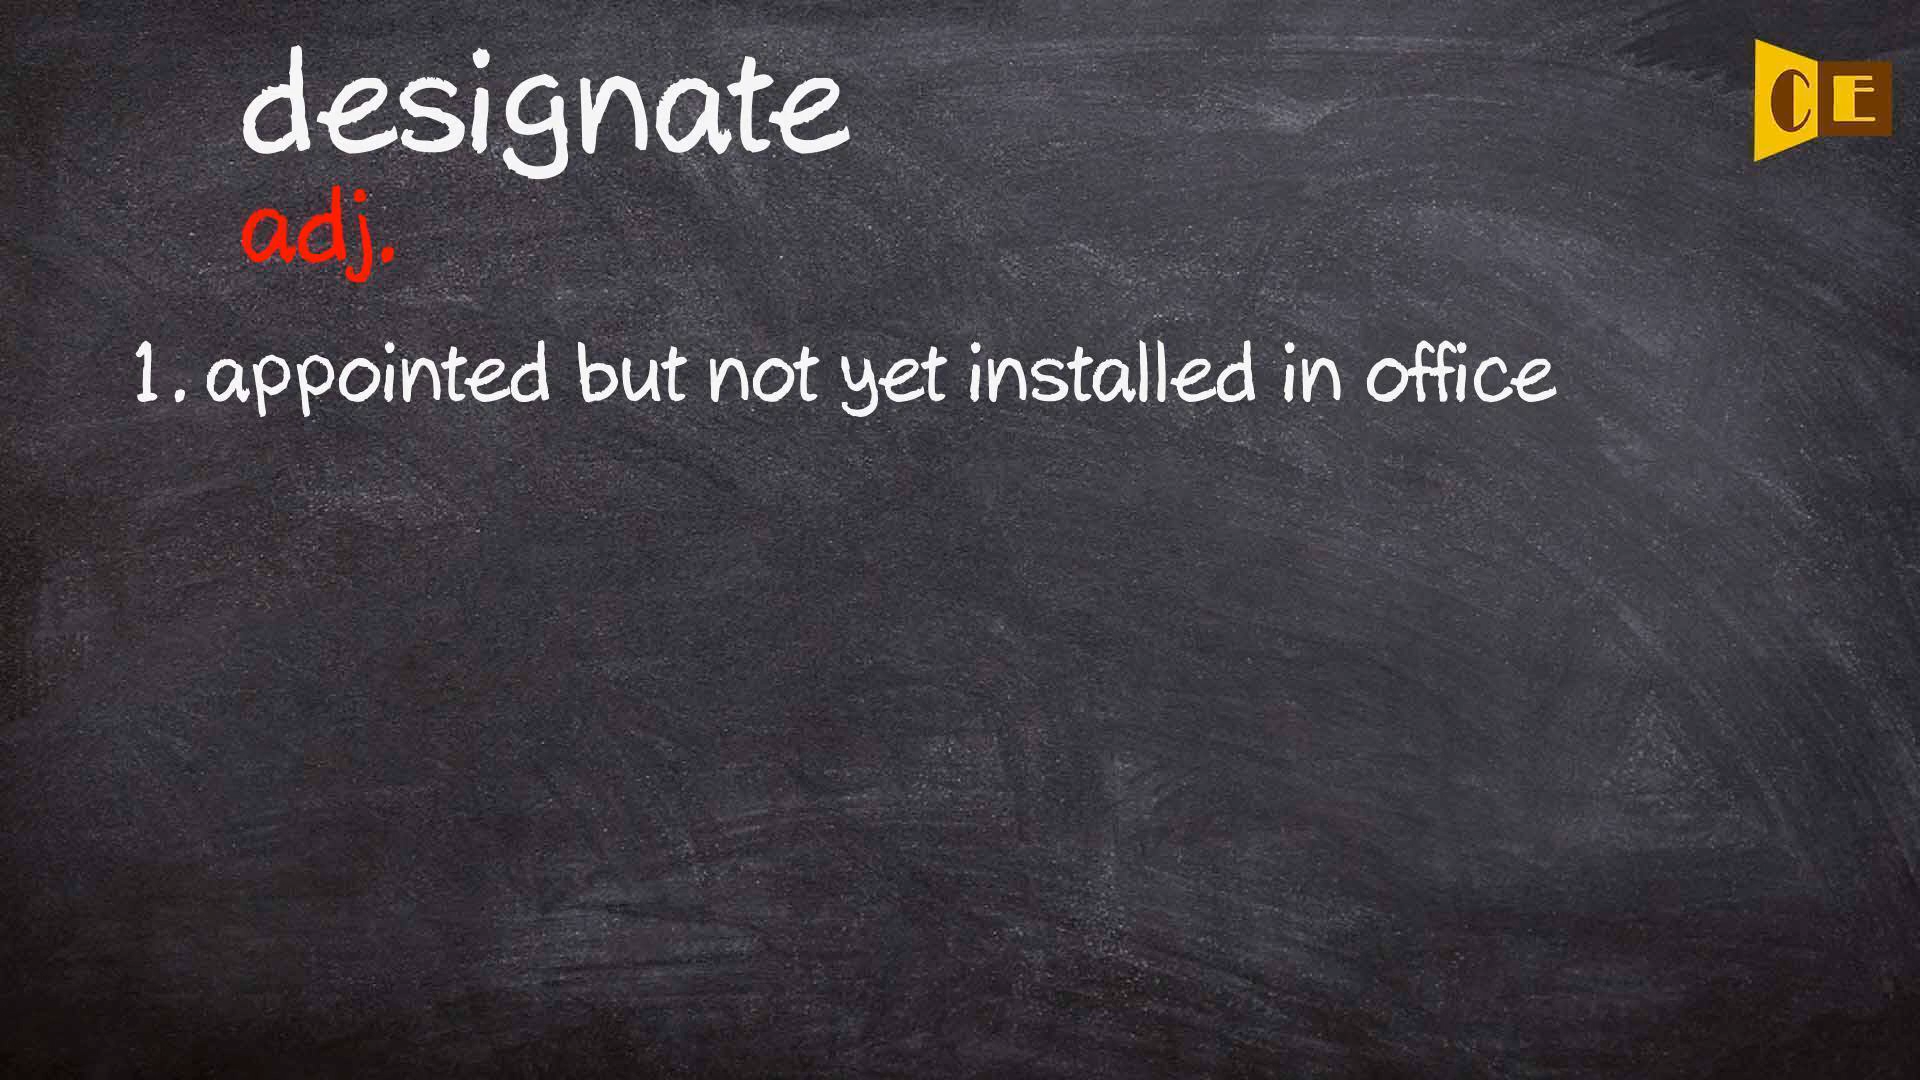 designate
adj.
1. appointed but not yet installed in office
CE